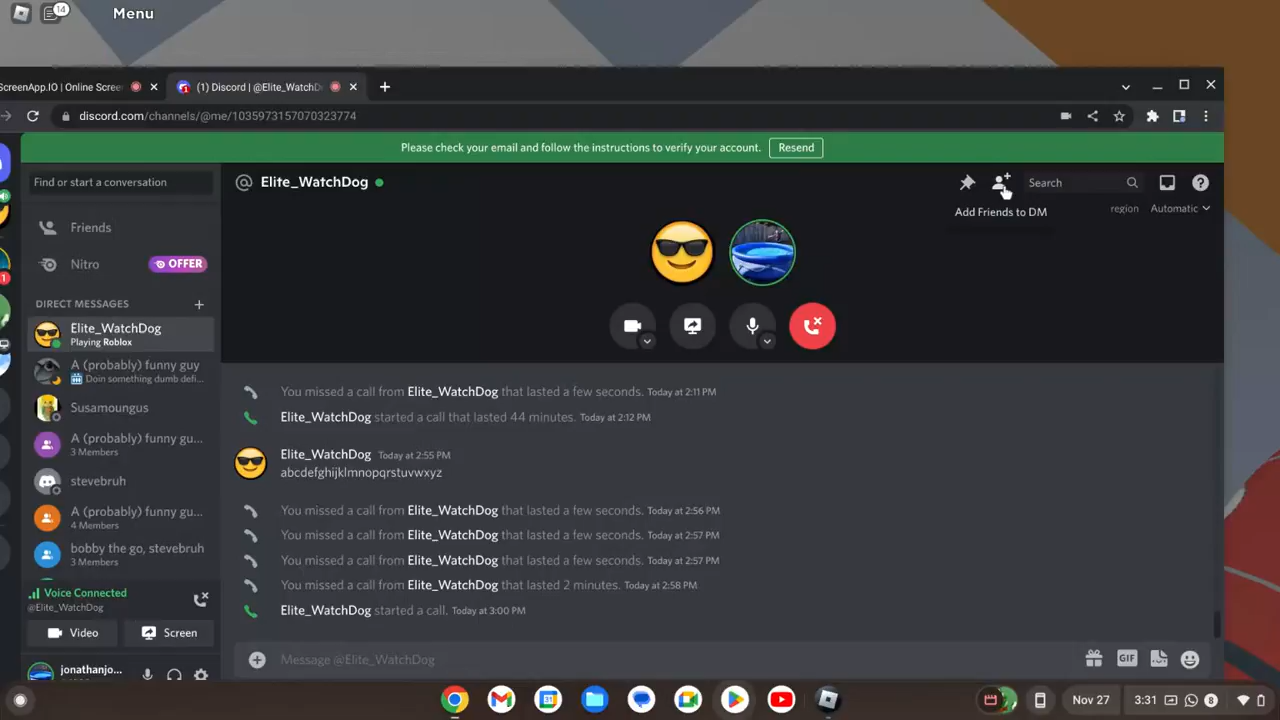 14
Menu
ScreenApp.IO | Online Scree
(1) Discord | @Elite_WatchD
discord.com/channels/@me/1035973157070323774
Please check your email and follow the instructions to verify your account. Resend
Find or start a conversation
Elite_WatchDog
Search
Add Friends to DM
region Automatic
Friends
Nitro
OFFER
DIRECT MESSAGES
Elite_WatchDog
Playing Roblox
A (probably) funny guy
Doin something dumb defi...
Susamoungus
A (probably) funny gu...
3 Members
stevebruh
A (probably) funny gu...
4 Members
bobby the go, stevebruh
3 Members
Voice Connected
@Elite_WatchDog
Video Screen
jonathanjo...
You missed a call from Elite_WatchDog that lasted a few seconds. Today at 2:11 PM
Elite_WatchDog started a call that lasted 44 minutes. Today at 2:12 PM
Elite_WatchDog Today at 2:55 PM
abcdefghijklmnopqrstuvwxyz
You missed a call from Elite_WatchDog that lasted a few seconds. Today at 2:56 PM
You missed a call from Elite_WatchDog that lasted a few seconds. Today at 2:57 PM
You missed a call from Elite_WatchDog that lasted a few seconds. Today at 2:57 PM
You missed a call from Elite_WatchDog that lasted 2 minutes. Today at 2:58 PM
Elite_WatchDog started a call. Today at 3:00 PM
Message @Elite_WatchDog
GIF
Nov 27
3:31
8